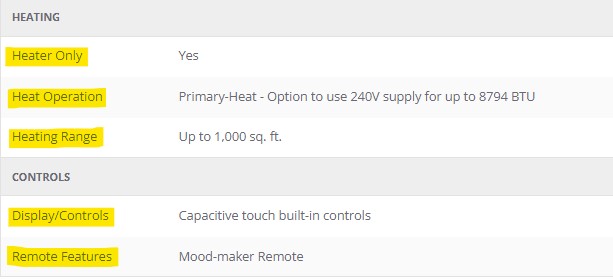 HEATING
Heater Only Yes
Heat Operation Primary-Heat - Option to use 240V supply for up to 8794 BTU
Heating Range Up to 1,000 sq. ft.
CONTROLS
Display/Controls Capacitive touch built-in controls
Remote Features Mood-maker Remote